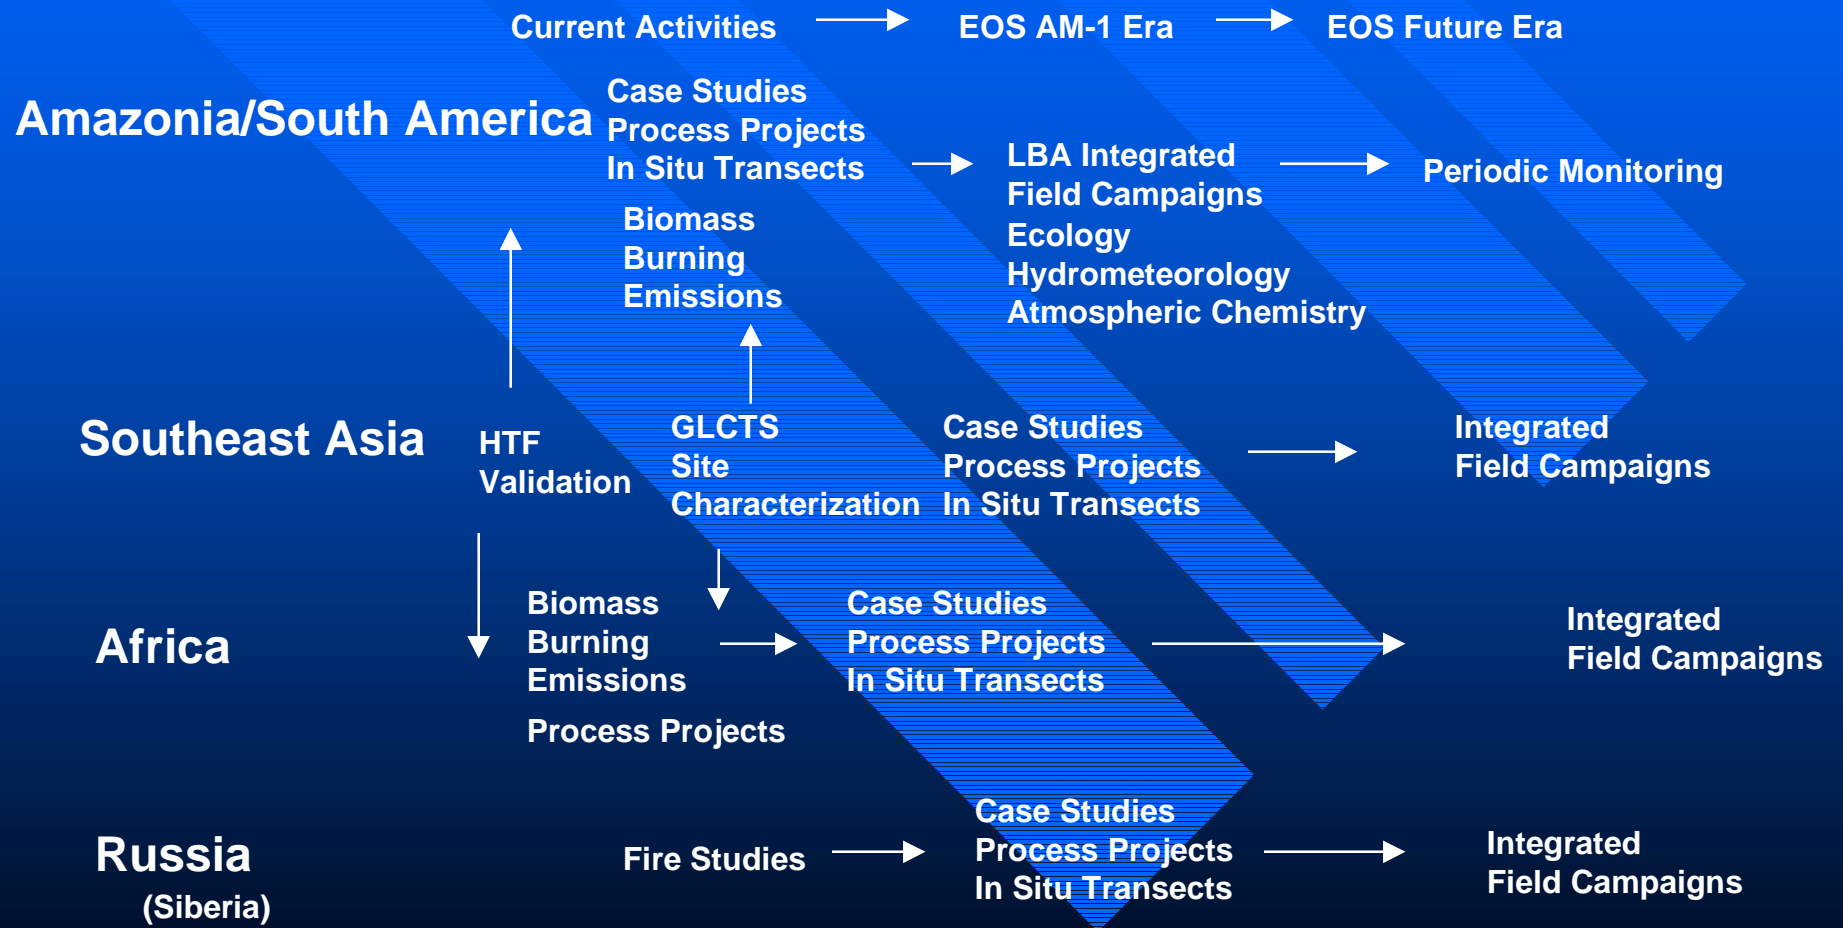 Current Activities
EOS AM-1 Era
EOS Future Era
Amazonia/South America
Case Studies
Process Projects
In Situ Transects
Biomass
Burning
Emissions
LBA Integrated
Field Campaigns
Ecology
Hydrometeorology
Atmospheric Chemistry
Periodic Monitoring
Southeast Asia
HTF
Validation
GLCTS
Site
Characterization
Case Studies
Process Projects
In Situ Transects
Integrated
Field Campaigns
Africa
Biomass
Burning
Emissions
Process Projects
Case Studies
Process Projects
In Situ Transects
Integrated
Field Campaigns
Russia
(Siberia)
Fire Studies
Case Studies
Process Projects
In Situ Transects
Integrated
Field Campaigns